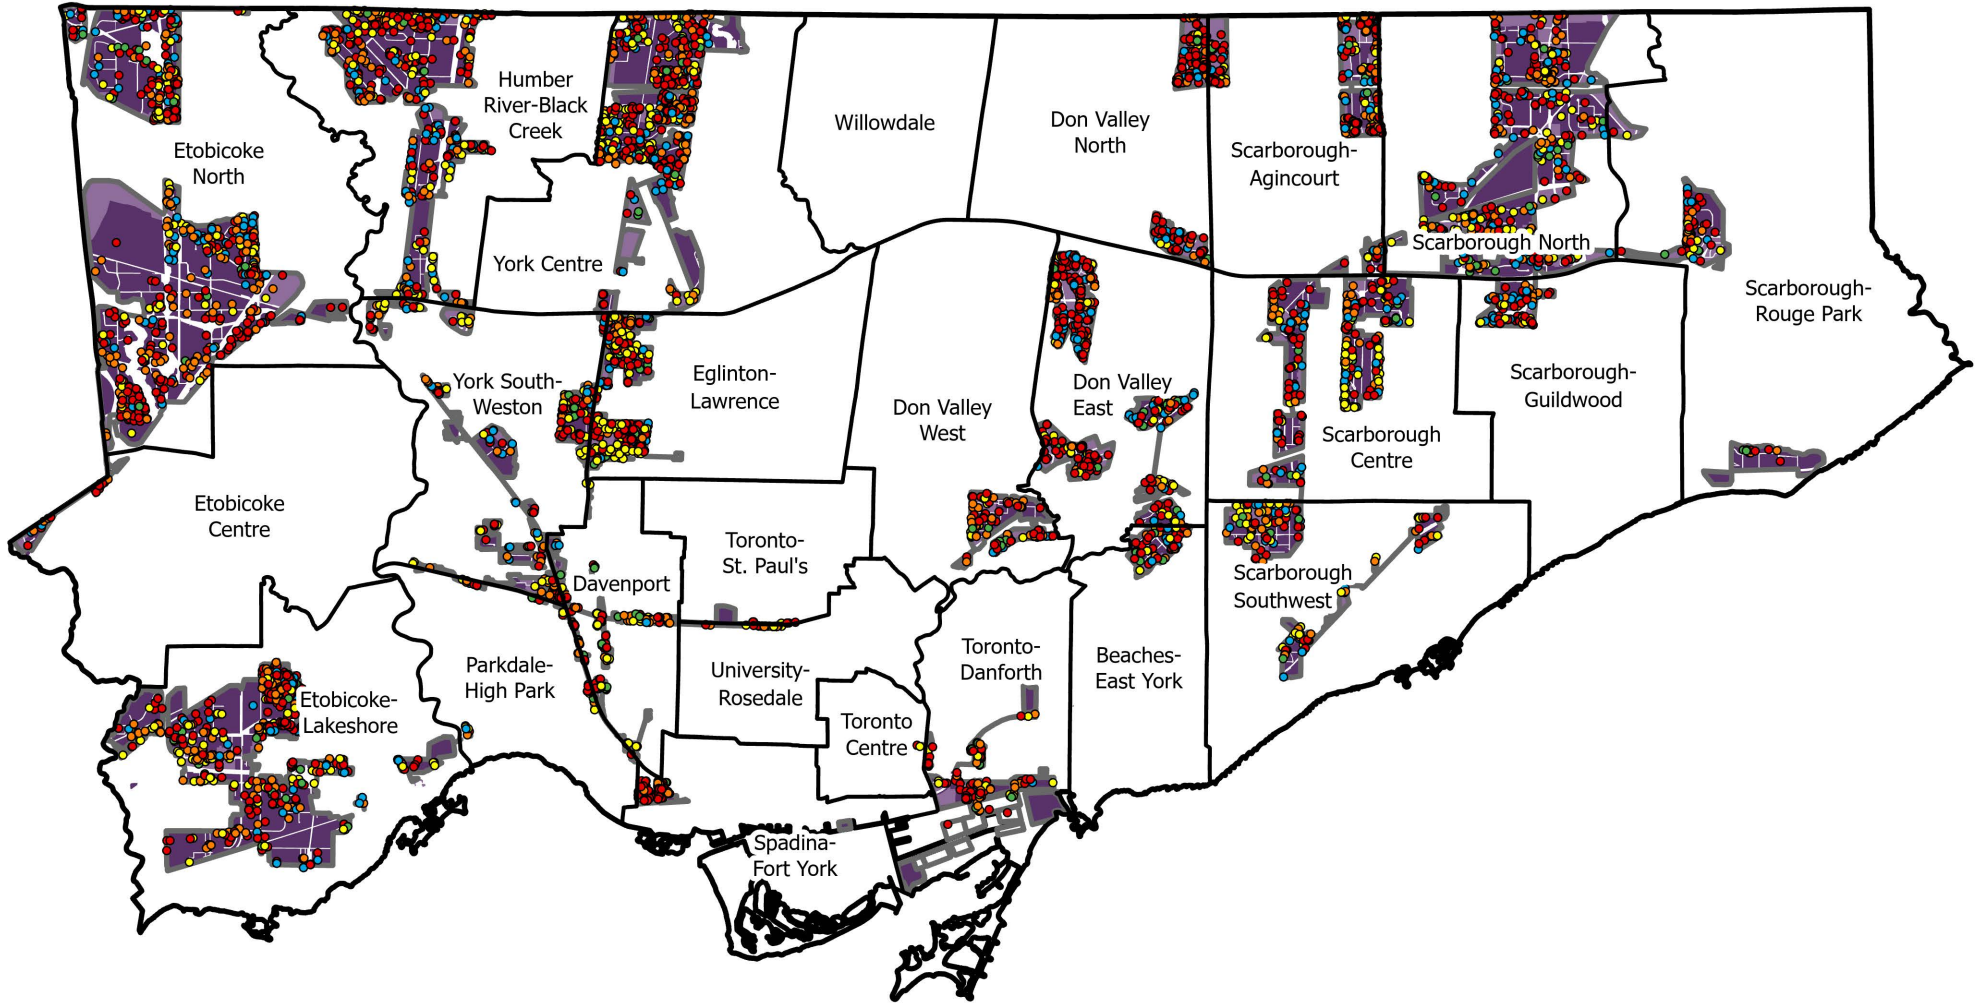 Humber
River-Black
Creek
Willowdale
Don Valley
North
Etobicoke
North
Scarborough-
Agincourt
Scarborough North
York Centre
Scarborough-
Rouge Park
York South-
Weston
Eglinton-
Lawrence
Don Valley
East
Scarborough-
Guildwood
Don Valley
West
Scarborough
Centre
Etobicoke
Centre
Toronto-
St. Paul's
Davenport
Scarborough
Southwest
Toronto-
Danforth
Beaches-
East York
Parkdale-
High Park
University-
Rosedale
Etobicoke-
Lakeshore
Toronto
Centre
Spadina-
Fort York